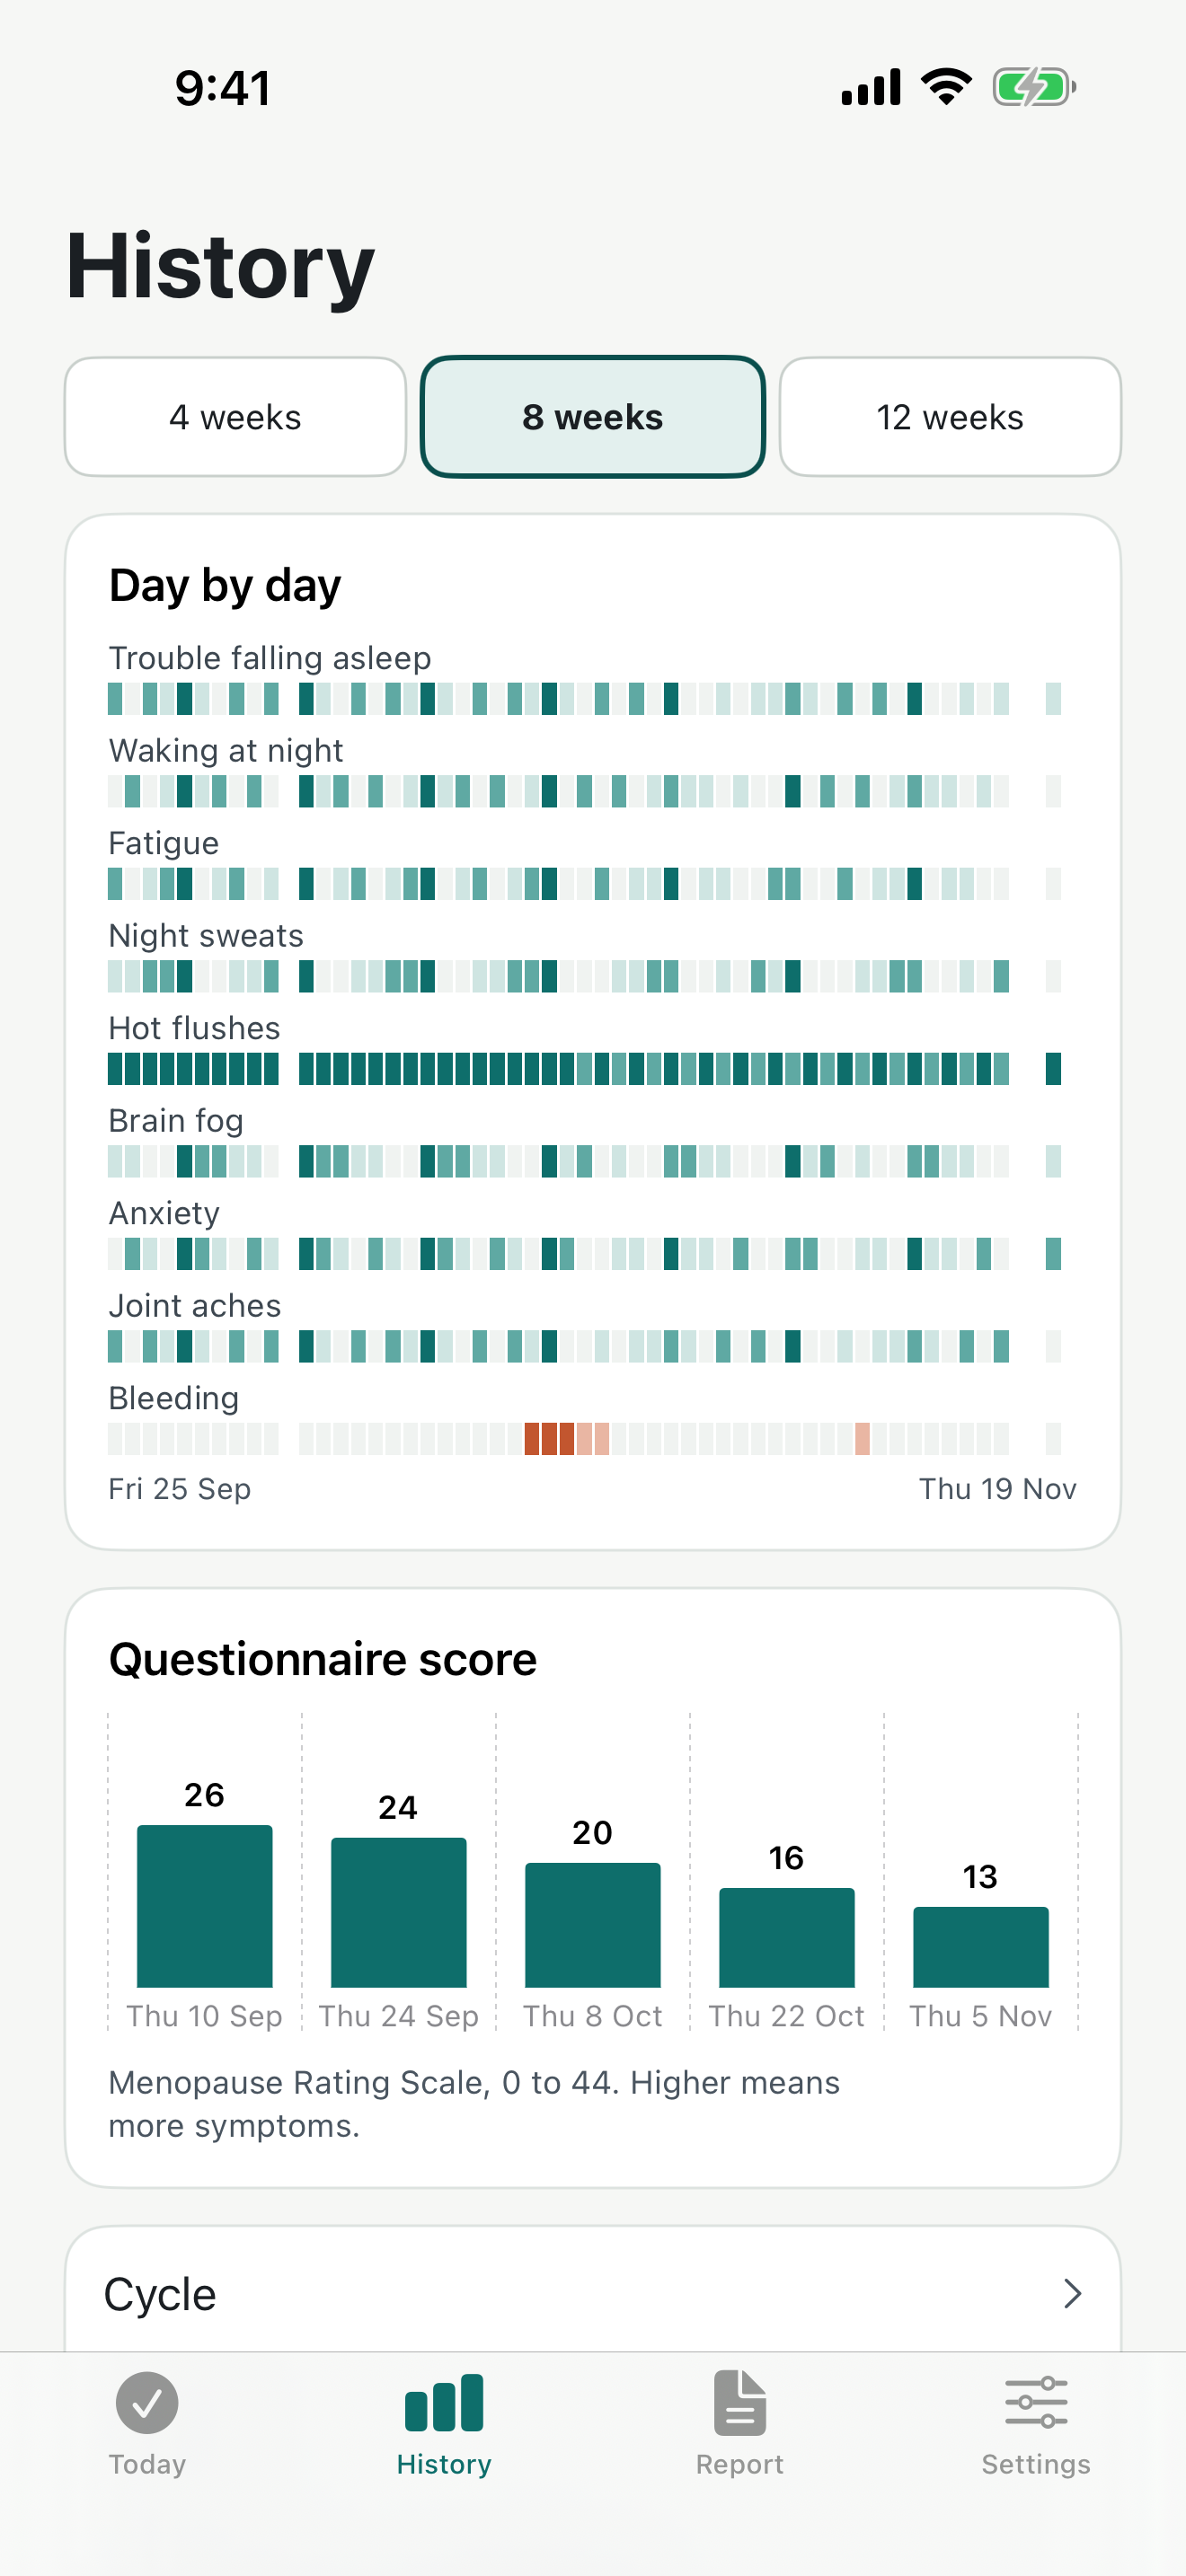 9:41
History
4 weeks
8 weeks
12 weeks
Day by day
Trouble falling asleep
Waking at night
Fatigue
Night sweats
Hot flushes
Brain fog
Anxiety
Joint aches
Bleeding
Fri 25 Sep
Thu 19 Nov
Questionnaire score
26
24
20
16
13
Thu 10 Sep
Thu 24 Sep
Thu 8 Oct
Thu 22 Oct
Thu 5 Nov
Menopause Rating Scale, 0 to 44. Higher means
more symptoms.
Cycle
Today
History
Report
Settings